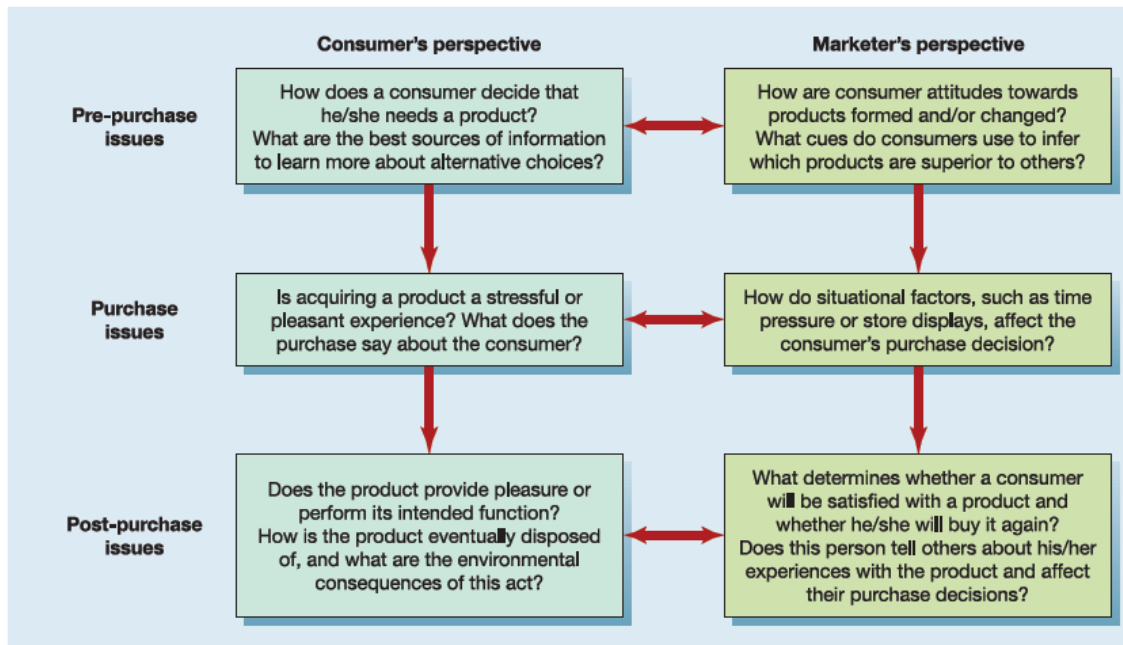 Consumer's perspective
Marketer's perspective
Pre-purchase
issues
How does a consumer decide that
he/she needs a product?
What are the best sources of information
to learn more about alternative choices?
How are consumer attitudes towards
products formed and/or changed?
What cues do consumers use to infer
which products are superior to others?
Purchase
issues
Is acquiring a product a stressful or
pleasant experience? What does the
purchase say about the consumer?
How do situational factors, such as time
pressure or store displays, affect the
consumer's purchase decision?
Post-purchase
issues
Does the product provide pleasure or
perform its intended function?
How is the product eventually disposed
of, and what are the environmental
consequences of this act?
What determines whether a consumer
will be satisfied with a product and
whether he/she will buy it again?
Does this person tell others about his/her
experiences with the product and affect
their purchase decisions?